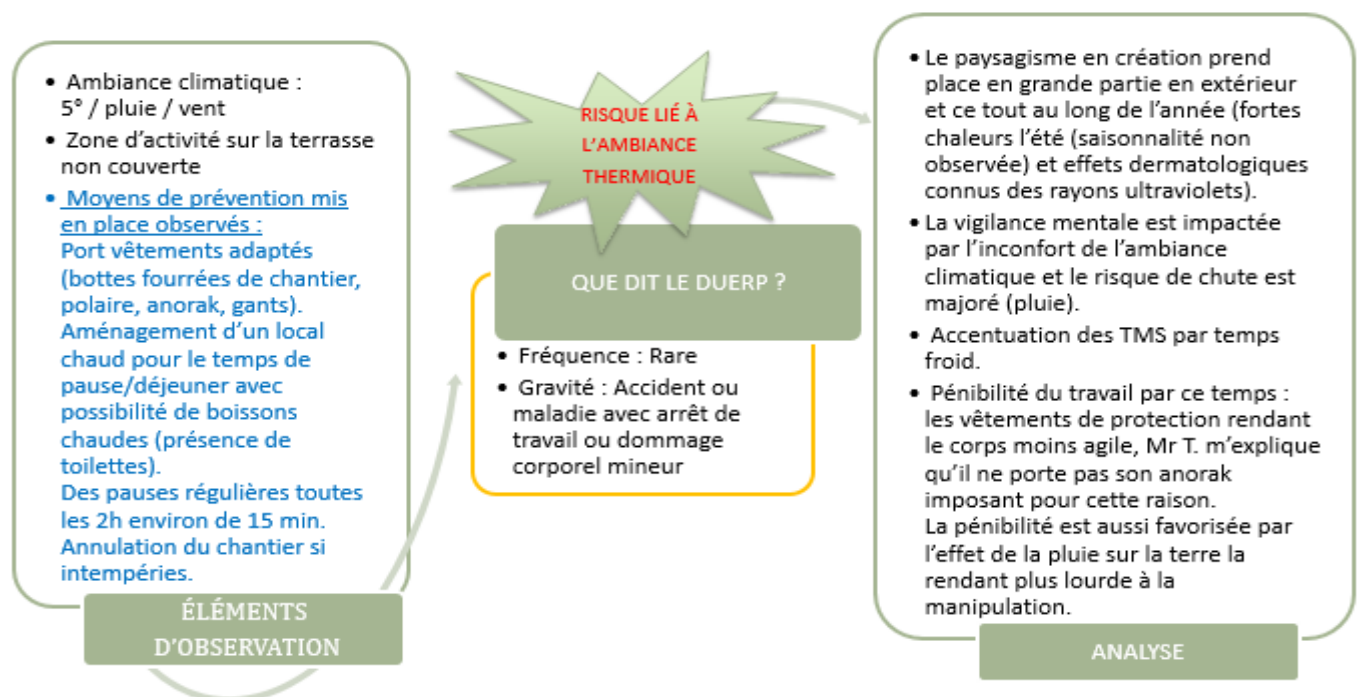 • Ambiance climatique :
5° / pluie / vent
• Zone d’activité sur la terrasse
non couverte
• Moyens de prévention mis
en place observés :
Port vêtements adaptés
(bottes fourrées de chantier,
polaire, anorak, gants).
Aménagement d’un local
chaud pour le temps de
pause/déjeuner avec
possibilité de boissons
chaudes (présence de
toilettes).
Des pauses régulières toutes
les 2h environ de 15 min.
Annulation du chantier si
intempéries.
ÉLÉMENTS
D’OBSERVATION
RISQUE LIÉ À
L’AMBIANCE
THERMIQUE
QUE DIT LE DUERP ?
• Fréquence : Rare
• Gravité : Accident ou
maladie avec arrêt de
travail ou dommage
corporel mineur
• Le paysagisme en création prend
place en grande partie en extérieur
et ce tout au long de l’année (fortes
chaleurs l’été (saisonnalité non
observée) et effets dermatologiques
connus des rayons ultraviolets).
• La vigilance mentale est impactée
par l’inconfort de l’ambiance
climatique et le risque de chute est
majoré (pluie).
• Accentuation des TMS par temps
froid.
• Pénibilité du travail par ce temps :
les vêtements de protection rendant
le corps moins agile, Mr T. m’explique
qu’il ne porte pas son anorak
imposant pour cette raison.
La pénibilité est aussi favorisée par
l’effet de la pluie sur la terre la
rendant plus lourde à la
manipulation.
ANALYSE